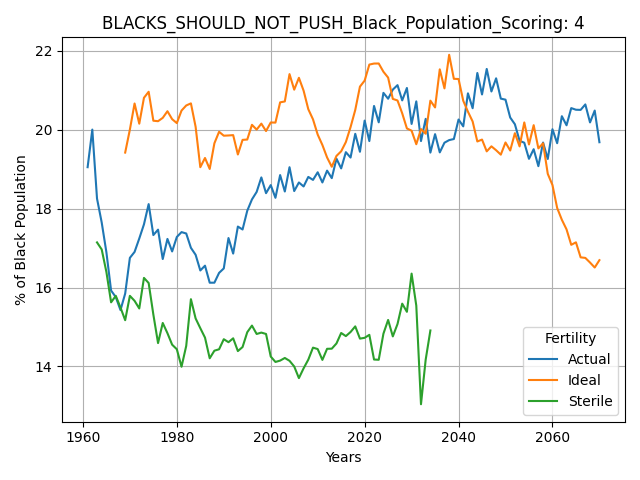 BLACKS_SHOULD_NOT_PUSH_Black_Population_Scoring: 4
% of Black Population
22
20
18
16
14
1960 1980 2000 2020 2040 2060
Years
Fertility
Actual
Ideal
Sterile